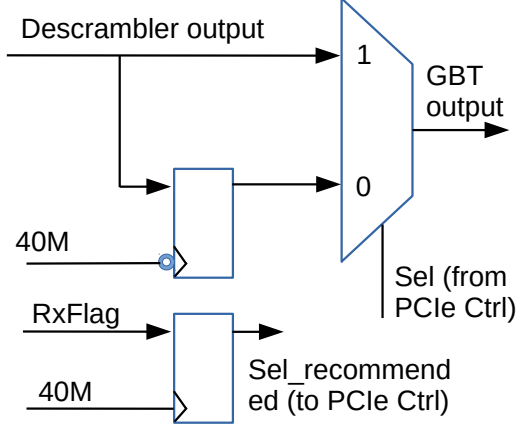 Descrambler output
1
GBT
output
0
40M
Sel (from
PCIe Ctrl)
RxFlag
Sel_recommend
ed (to PCIe Ctrl)
40M